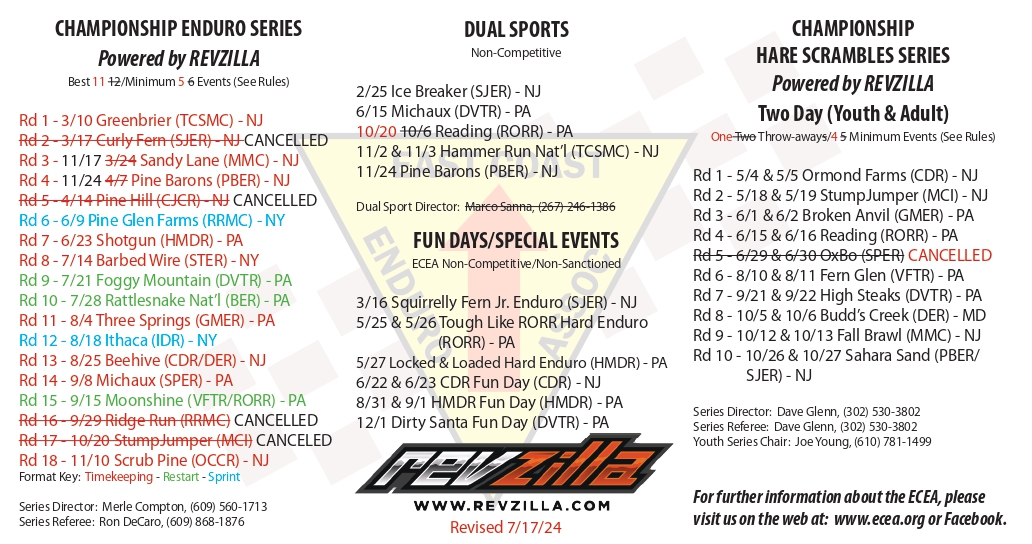 CHAMPIONSHIP ENDURO SERIES
Powered by REVZILLA
Best 11 12/Minimum 5 6 Events (See Rules)
Rd 1 - 3/10 Greenbrier (TCSMC) - NJ
Rd 2 - 3/17 Curly Fern (SJER) - NJ CANCELLED
Rd 3 - 11/17 3/24 Sandy Lane (MMC) - NJ
Rd 4 - 11/24 4/7 Pine Barons (PBER) - NJ
Rd 5 - 4/14 Pine Hill (CJCR) - NJ CANCELLED
Rd 6 - 6/9 Pine Glen Farms (RRMC) - NY
Rd 7 - 6/23 Shotgun (HMDR) - PA
Rd 8 - 7/14 Barbed Wire (STER) - NY
Rd 9 - 7/21 Foggy Mountain (DVTR) - PA
Rd 10 - 7/28 Rattlesnake Nat'l (BER) - PA
Rd 11 - 8/4 Three Springs (GMER) - PA
Rd 12 - 8/18 Ithaca (IDR) - NY
Rd 13 - 8/25 Beehive (CDR/DER) - NJ
Rd 14 - 9/8 Michaux (SPER) - PA
Rd 15 - 9/15 Moonshine (VFTR/RORR) - PA
Rd 16 - 9/29 Ridge Run (RRMC) CANCELLED
Rd 17 - 10/20 StumpJumper (MCI) CANCELED
Rd 18 - 11/10 Scrub Pine (OCCR) - NJ
Format Key: Timekeeping - Restart - Sprint
Series Director: Merle Compton, (609) 560-1713
Series Referee: Ron DeCaro, (609) 868-1876
DUAL SPORTS
Non-Competitive
2/25 Ice Breaker (SJER) - NJ
6/15 Michaux (DVTR) - PA
10/20 10/6 Reading (RORR) - PA
11/2 & 11/3 Hammer Run Nat'l (TCSMC) - NJ
11/24 Pine Barons (PBER) - NJ
Dual Sport Director: Marco Sanna, (267) 246-1386
FUN DAYS/SPECIAL EVENTS
ECEA Non-Competitive/Non-Sanctioned
3/16 Squirrelly Fern Jr. Enduro (SJER) - NJ
5/25 & 5/26 Tough Like RORR Hard Enduro
(RORR) - PA
5/27 Locked & Loaded Hard Enduro (HMDR) - PA
6/22 & 6/23 CDR Fun Day (CDR) - NJ
8/31 & 9/1 HMDR Fun Day (HMDR) - PA
12/1 Dirty Santa Fun Day (DVTR) - PA
EAST COAST
ENDURO
ASSOC
revzilla
WWW.REVZILLA.COM
Revised 7/17/24
CHAMPIONSHIP
HARE SCRAMBLES SERIES
Powered by REVZILLA
Two Day (Youth & Adult)
One Two Throw-aways/4 5 Minimum Events (See Rules)
Rd 1 - 5/4 & 5/5 Ormond Farms (CDR) - NJ
Rd 2 - 5/18 & 5/19 StumpJumper (MCI) - NJ
Rd 3 - 6/1 & 6/2 Broken Anvil (GMER) - PA
Rd 4 - 6/15 & 6/16 Reading (RORR) - PA
Rd 5 - 6/29 & 6/30 OxBo (SPER) CANCELLED
Rd 6 - 8/10 & 8/11 Fern Glen (VFTR) - PA
Rd 7 - 9/21 & 9/22 High Steaks (DVTR) - PA
Rd 8 - 10/5 & 10/6 Budd's Creek (DER) - MD
Rd 9 - 10/12 & 10/13 Fall Brawl (MMC) - NJ
Rd 10 - 10/26 & 10/27 Sahara Sand (PBER/
SJER) - NJ
Series Director: Dave Glenn, (302) 530-3802
Series Referee: Dave Glenn, (302) 530-3802
Youth Series Chair: Joe Young, (610) 781-1499
For further information about the ECEA, please
visit us on the web at: www.ecea.org or Facebook.